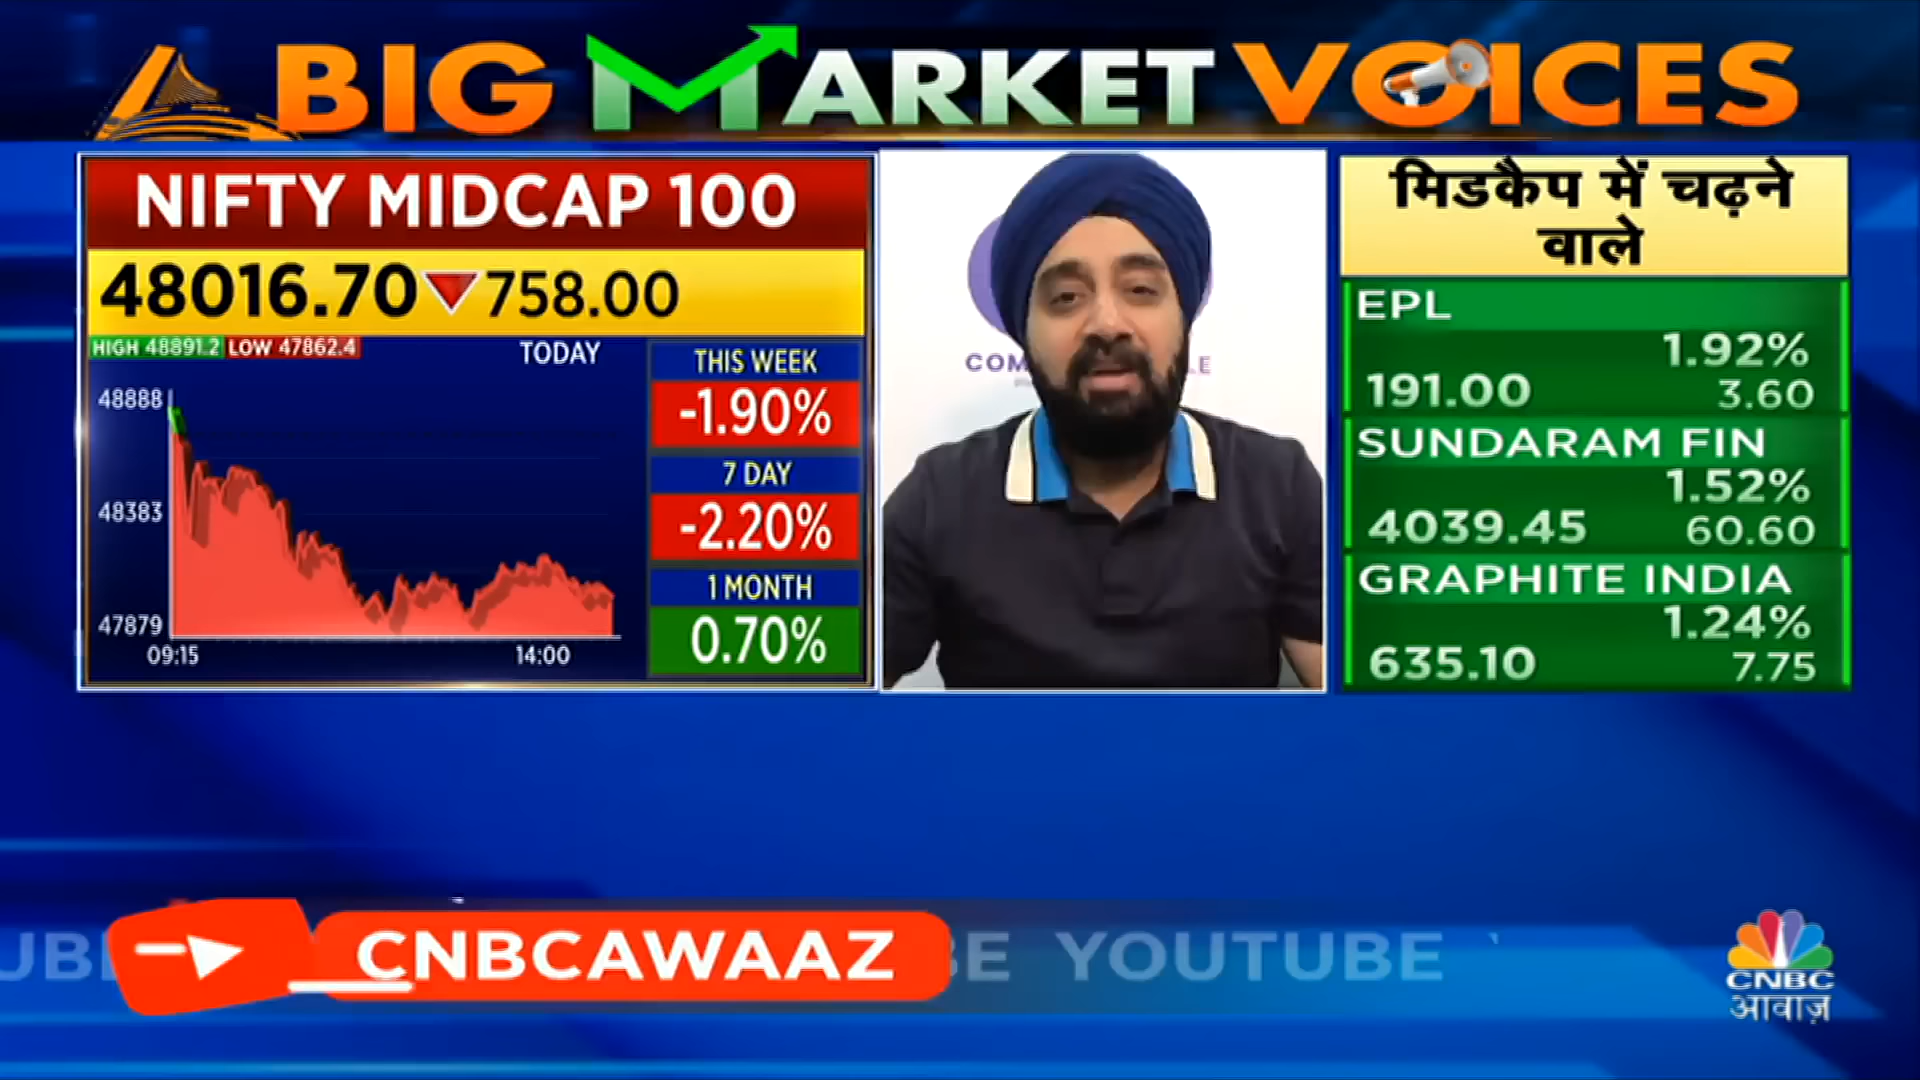 BIG MARKET VOICES
NIFTY MIDCAP 100
48016.70 758.00
HIGH 48891.2 LOW 47862.4
TODAY
48888
48383
47879
09:15 14:00
THIS WEEK
-1.90%
7 DAY
-2.20%
1 MONTH
0.70%
मिडकैप में चढ़ने
वाले
EPL
1.92%
191.00 3.60
SUNDARAM FIN
1.52%
4039.45 60.60
GRAPHITE INDIA
1.24%
635.10 7.75
CNBCAWAAZ
YOUTUBE
CNBC
आवाज़